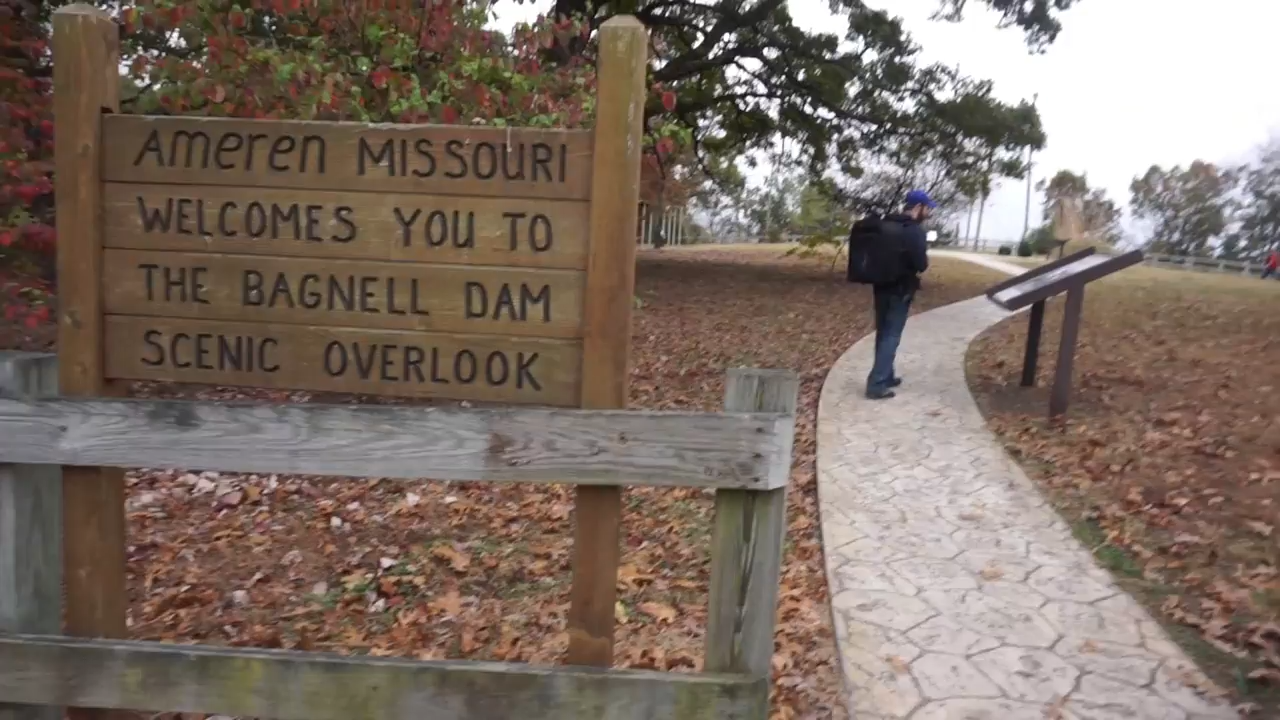 Ameren MISSOURI
WELCOMES YOU TO
THE BAGNELL DAM
SCENIC OVERLOOK